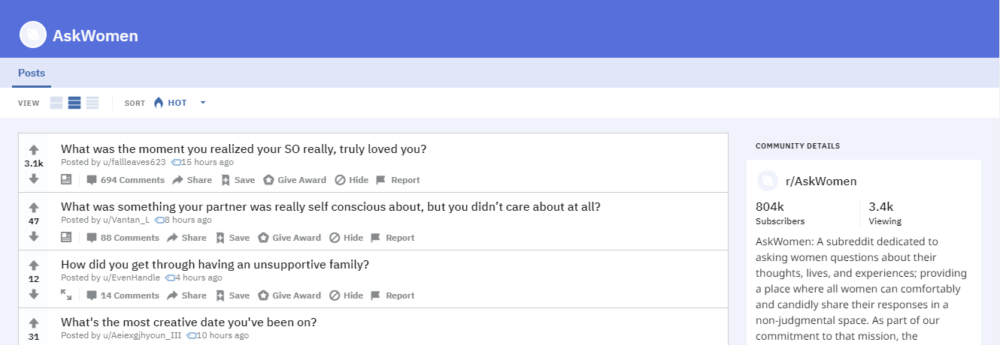 AskWomen
Posts
VIEW SORT HOT
What was the moment you realized your SO really, truly loved you?
Posted by u/fallleaves623 15 hours ago
3.1k
694 Comments Share Save Give Award Hide Report
What was something your partner was really self conscious about, but you didn’t care about at all?
Posted by u/Vantan_L 8 hours ago
47
88 Comments Share Save Give Award Hide Report
How did you get through having an unsupportive family?
Posted by u/EvenHandle 4 hours ago
12
14 Comments Share Save Give Award Hide Report
What's the most creative date you've been on?
Posted by u/Aeiexgjhyoun_III 10 hours ago
31
COMMUNITY DETAILS
r/AskWomen
804k 3.4k
Subscribers Viewing
AskWomen: A subreddit dedicated to
asking women questions about their
thoughts, lives, and experiences; providing
a place where all women can comfortably
and candidly share their responses in a
non-judgmental space. As part of our
commitment to that mission, the